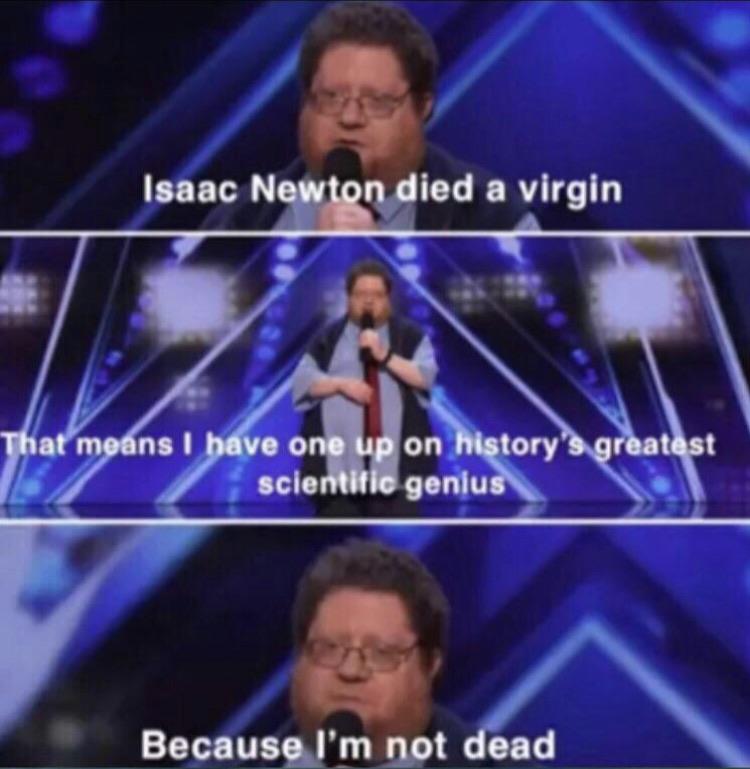 Isaac Newton died a virgin
That means I have one up on history's greatest
scientific genius
Because I'm not dead